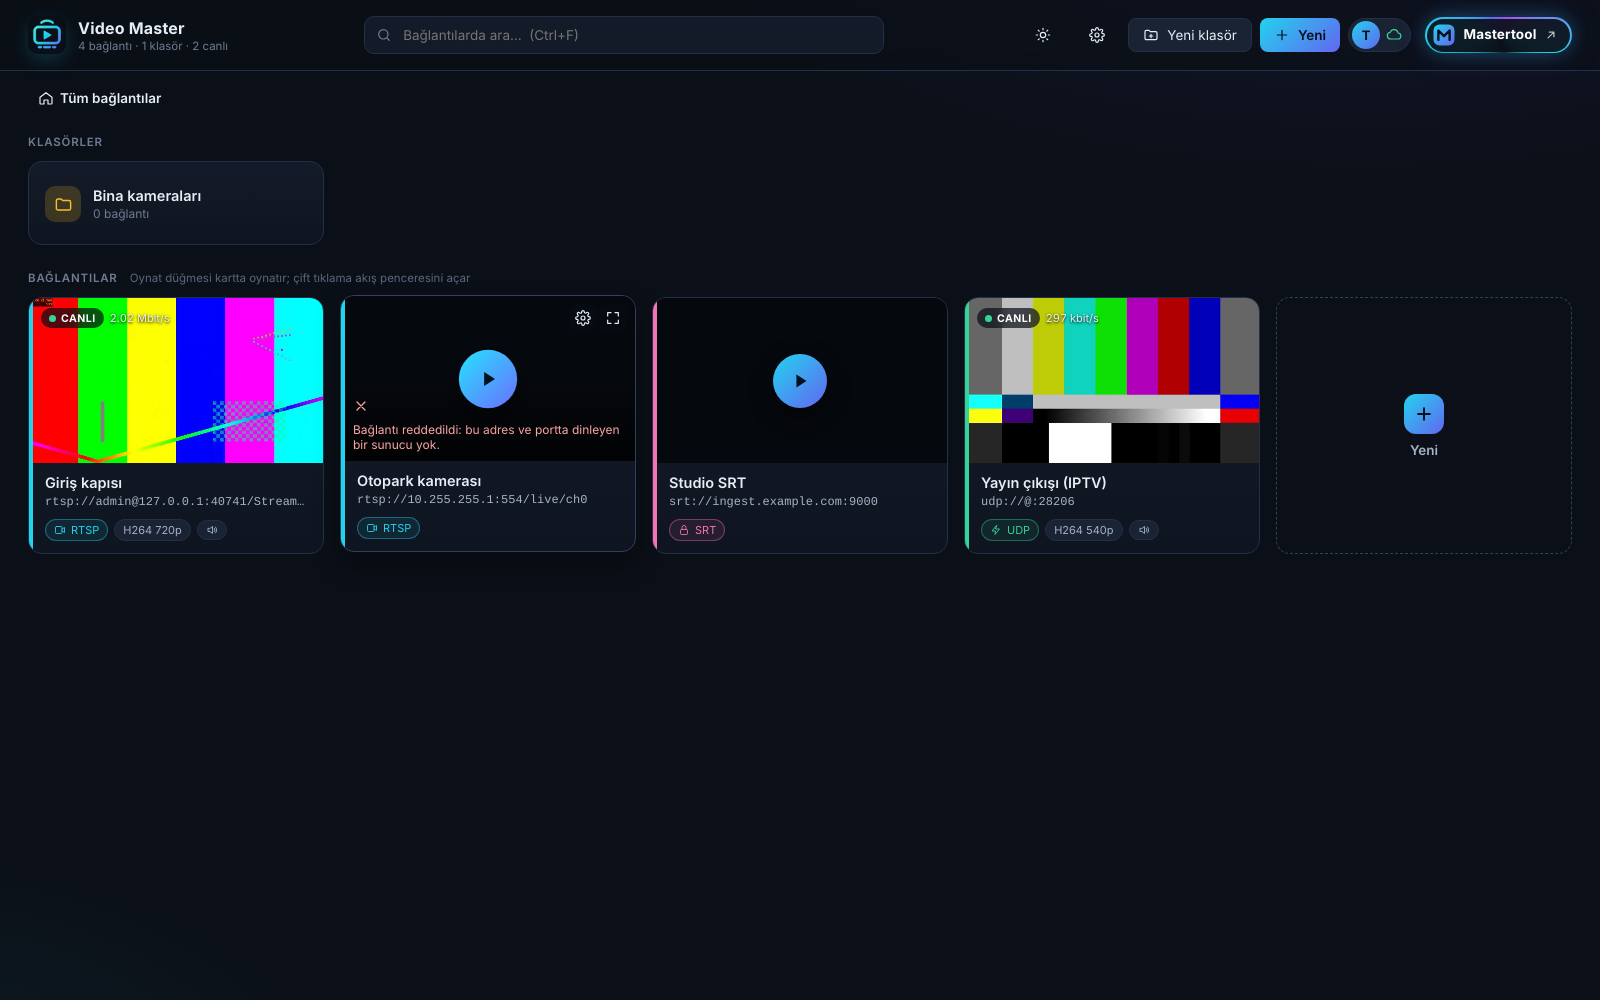 Video Master
4 bağlantı · 1 klasör · 2 canlı
Bağlantılarda ara... (Ctrl+F)
Yeni klasör
Yeni
T
Mastertool
Tüm bağlantılar
KLASÖRLER
Bina kameraları
0 bağlantı
BAĞLANTILAR Oynat düğmesi kartta oynatır; çift tıklama akış penceresini açar
CANLI 2.02 Mbit/s
Giriş kapısı
rtsp://admin@127.0.0.1:40741/Stream…
RTSP H264 720p
Bağlantı reddedildi: bu adres ve portta dinleyen
bir sunucu yok.
Otopark kamerası
rtsp://10.255.255.1:554/live/ch0
RTSP
Studio SRT
srt://ingest.example.com:9000
SRT
CANLI 297 kbit/s
Yayın çıkışı (IPTV)
udp://@:28206
UDP H264 540p
Yeni